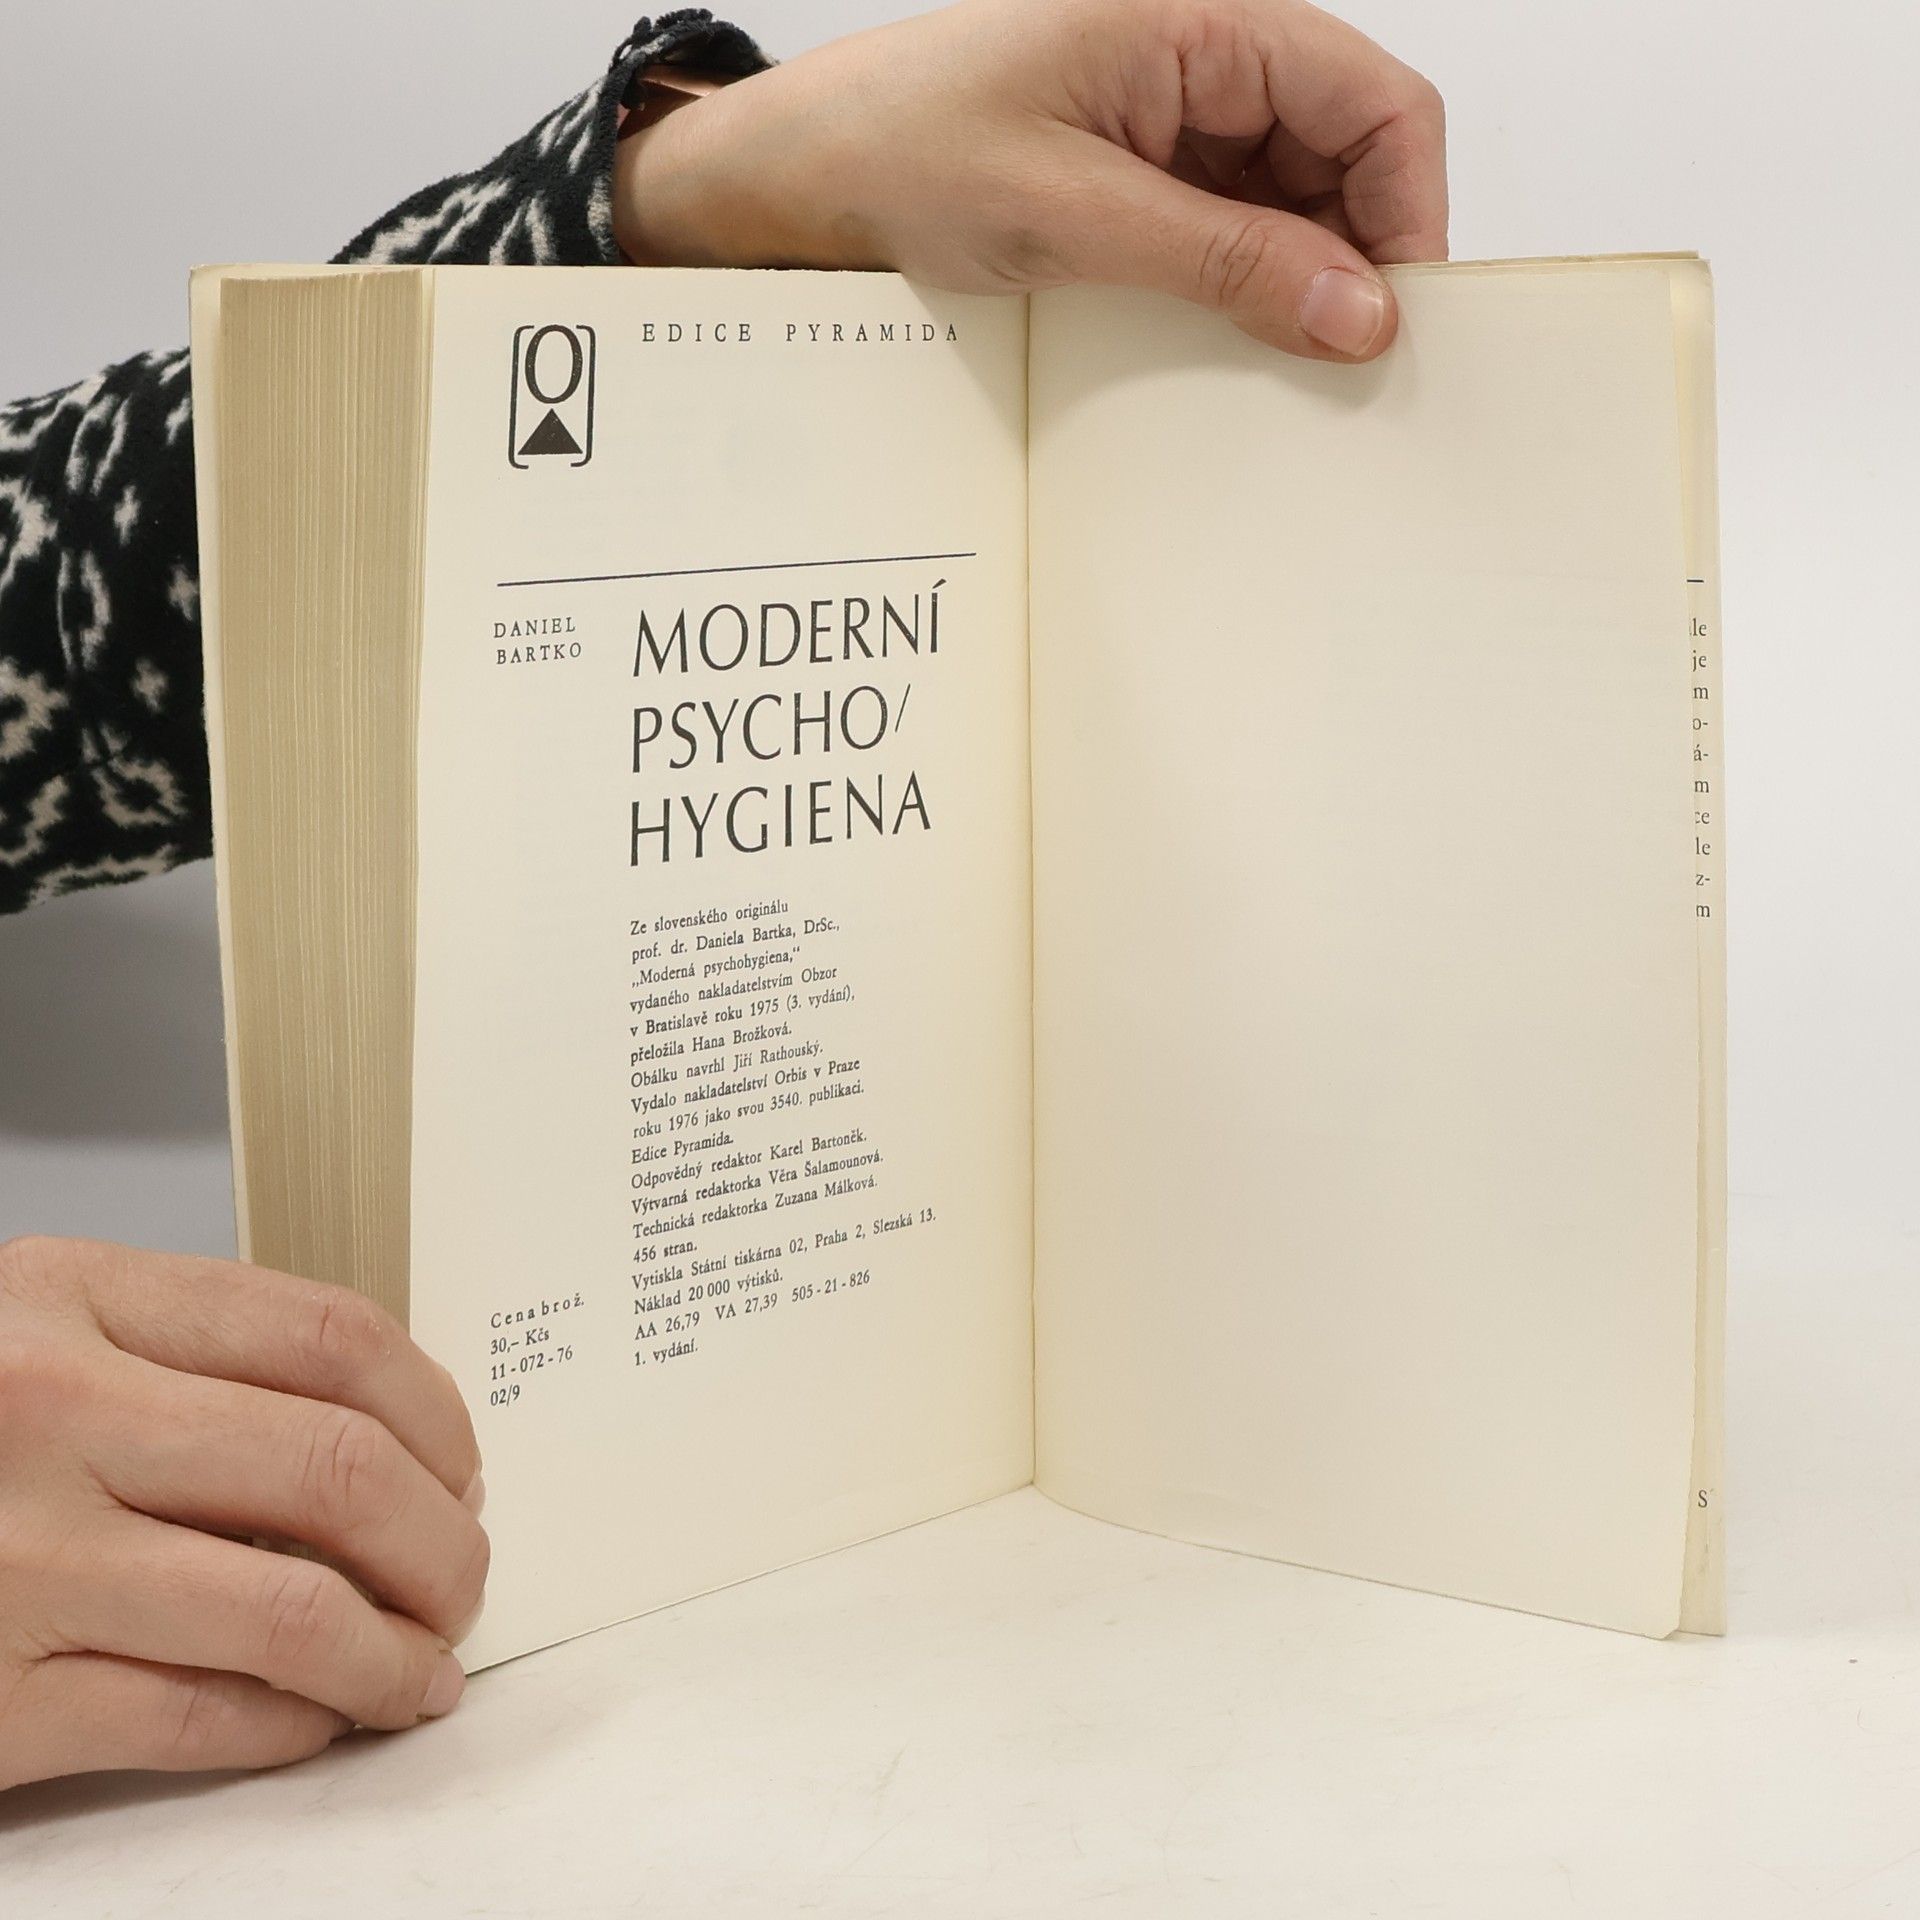 O
EDICE PYRAMIDA
DANIEL
BARTKO
MODERNÍ
PSYCHO/
HYGIENA
Ze slovenského originálu
prof. dr. Daniela Bartka, DrSc.,
„Moderná psychohygiena,“
vydaného nakladatelstvím Obzor
v Bratislavě roku 1975 (3. vydání),
přeložila Hana Brožková.
Obálku navrhl Jiří Rathouský.
Vydalo nakladatelství Orbis v Praze
roku 1976 jako svou 3540. publikaci.
Edice Pyramida.
Odpovědný redaktor Karel Bartoněk.
Výtvarná redaktorka Věra Šalamounová.
Technická redaktorka Zuzana Málková.
456 stran.
Vytiskla Státní tiskárna 02, Praha 2, Slezská 13.
Náklad 20 000 výtisků.
AA 26,79 VA 27,39 505-21-826
1. vydání.
Cena brož.
30,– Kčs
11-072-76
02/9
le
je
m
o-
á-
m
ce
le
z-
m
S